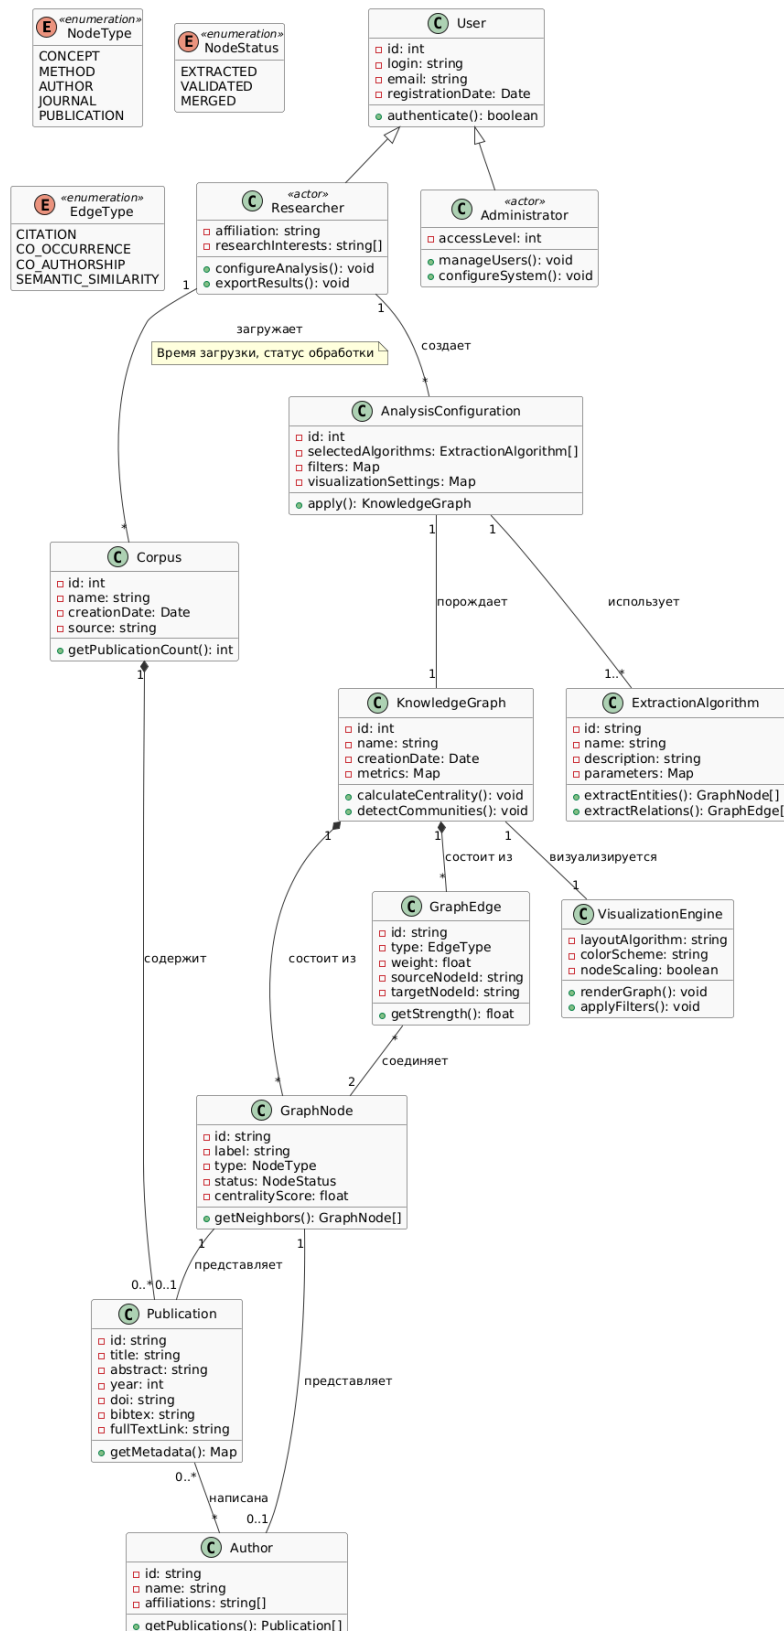 E «enumeration» NodeType
CONCEPT
METHOD
AUTHOR
JOURNAL
PUBLICATION
E «enumeration» NodeStatus
EXTRACTED
VALIDATED
MERGED
C User
id: int
login: string
email: string
registrationDate: Date
authenticate(): boolean
E «enumeration» EdgeType
CITATION
CO_OCCURRENCE
CO_AUTHORSHIP
SEMANTIC_SIMILARITY
C «actor» Researcher
affiliation: string
researchInterests: string[]
configureAnalysis(): void
exportResults(): void
C «actor» Administrator
accessLevel: int
manageUsers(): void
configureSystem(): void
1
загружает
Время загрузки, статус обработки
*
1
создает
*
C AnalysisConfiguration
id: int
selectedAlgorithms: ExtractionAlgorithm[]
filters: Map
visualizationSettings: Map
apply(): KnowledgeGraph
C Corpus
id: int
name: string
creationDate: Date
source: string
getPublicationCount(): int
1
порождает
1
1
использует
1..*
C KnowledgeGraph
id: int
name: string
creationDate: Date
metrics: Map
calculateCentrality(): void
detectCommunities(): void
C ExtractionAlgorithm
id: string
name: string
description: string
parameters: Map
extractEntities(): GraphNode[]
extractRelations(): GraphEdge[
1
содержит
0..*
1
состоит из
*
1
состоит из
*
1
визуализируется
1
C GraphEdge
id: string
type: EdgeType
weight: float
sourceNodeId: string
targetNodeId: string
getStrength(): float
C VisualizationEngine
layoutAlgorithm: string
colorScheme: string
nodeScaling: boolean
renderGraph(): void
applyFilters(): void
*
соединяет
2
C GraphNode
id: string
label: string
type: NodeType
status: NodeStatus
centralityScore: float
getNeighbors(): GraphNode[]
1
представляет
0..1
1
представляет
0..1
C Publication
id: string
title: string
abstract: string
year: int
doi: string
bibtex: string
fullTextLink: string
getMetadata(): Map
0..*
написана
*
C Author
id: string
name: string
affiliations: string[]
getPublications(): Publication[]